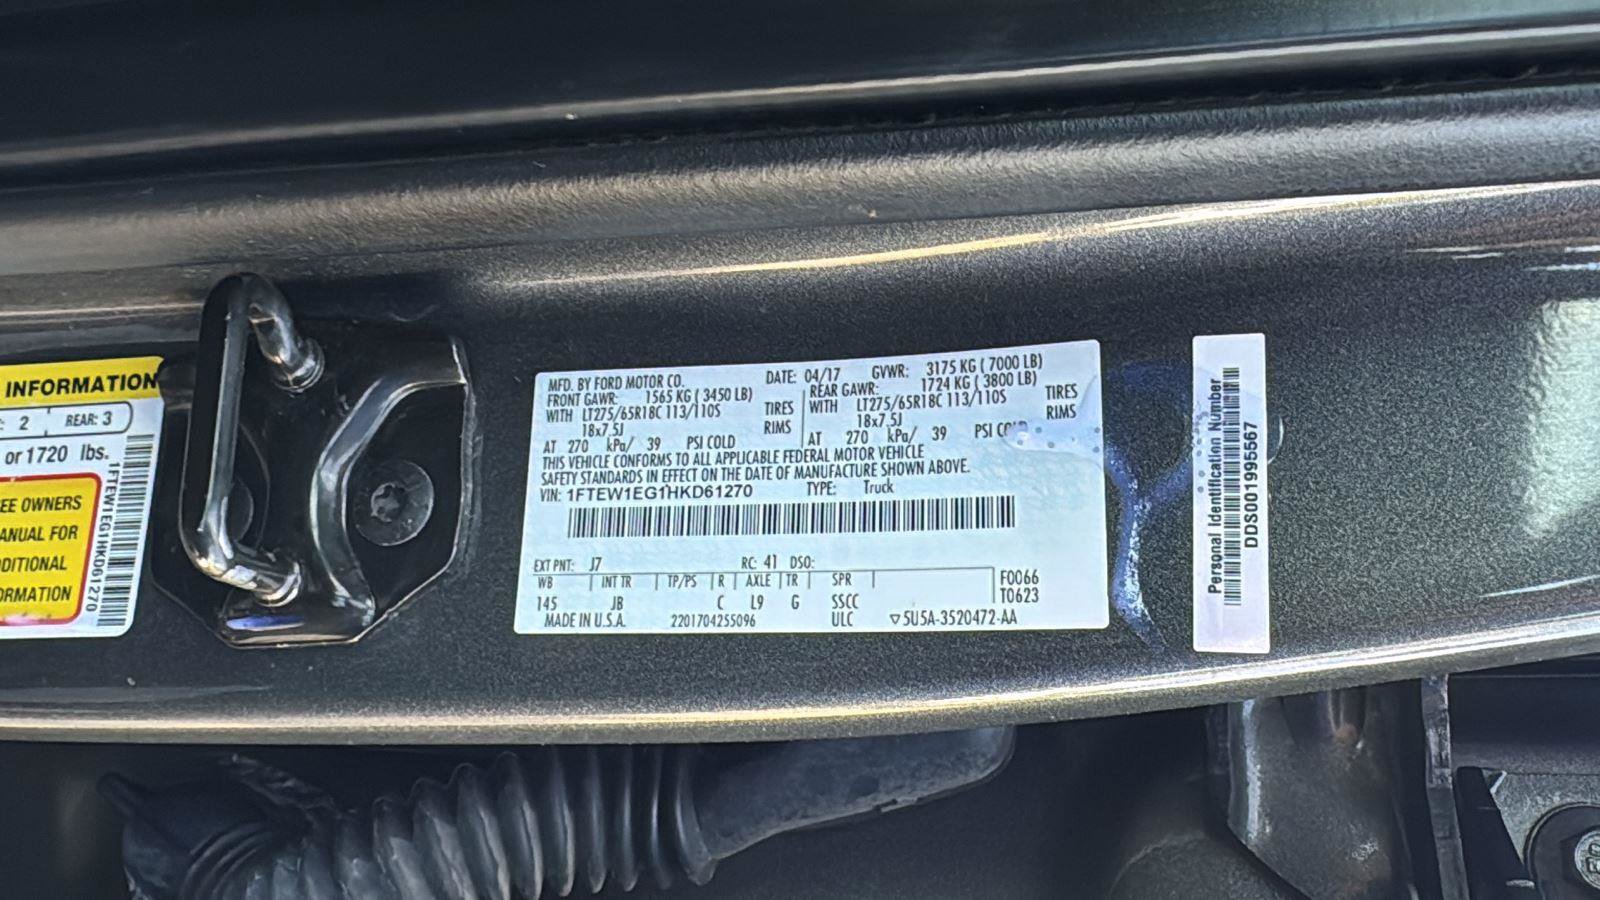 INFORMATION
: 2 REAR: 3
or 1720 lbs.
EE OWNERS
ANUAL FOR
DITIONAL
ORMATION
1FTEW1EG1HKD61270
MFD. BY FORD MOTOR CO. DATE: 04/17 GVWR: 3175 KG ( 7000 LB)
FRONT GAWR: 1565 KG ( 3450 LB) REAR GAWR: 1724 KG ( 3800 LB)
WITH LT275/65R18C 113/110S TIRES WITH LT275/65R18C 113/110S TIRES
18x7.5J RIMS 18x7.5J RIMS
AT 270 kPa/ 39 PSI COLD AT 270 kPa/ 39 PSI COLD
THIS VEHICLE CONFORMS TO ALL APPLICABLE FEDERAL MOTOR VEHICLE
SAFETY STANDARDS IN EFFECT ON THE DATE OF MANUFACTURE SHOWN ABOVE.
VIN: 1FTEW1EG1HKD61270 TYPE: Truck
EXT PNT: J7 RC: 41 DSO:
WB INT TR TP/PS R AXLE TR SPR F0066
145 JB C L9 G SSCC T0623
MADE IN U.S.A. 2201704255096 ULC ▽5U5A-3520472-AA
Personal Identification Number
DDS001995567